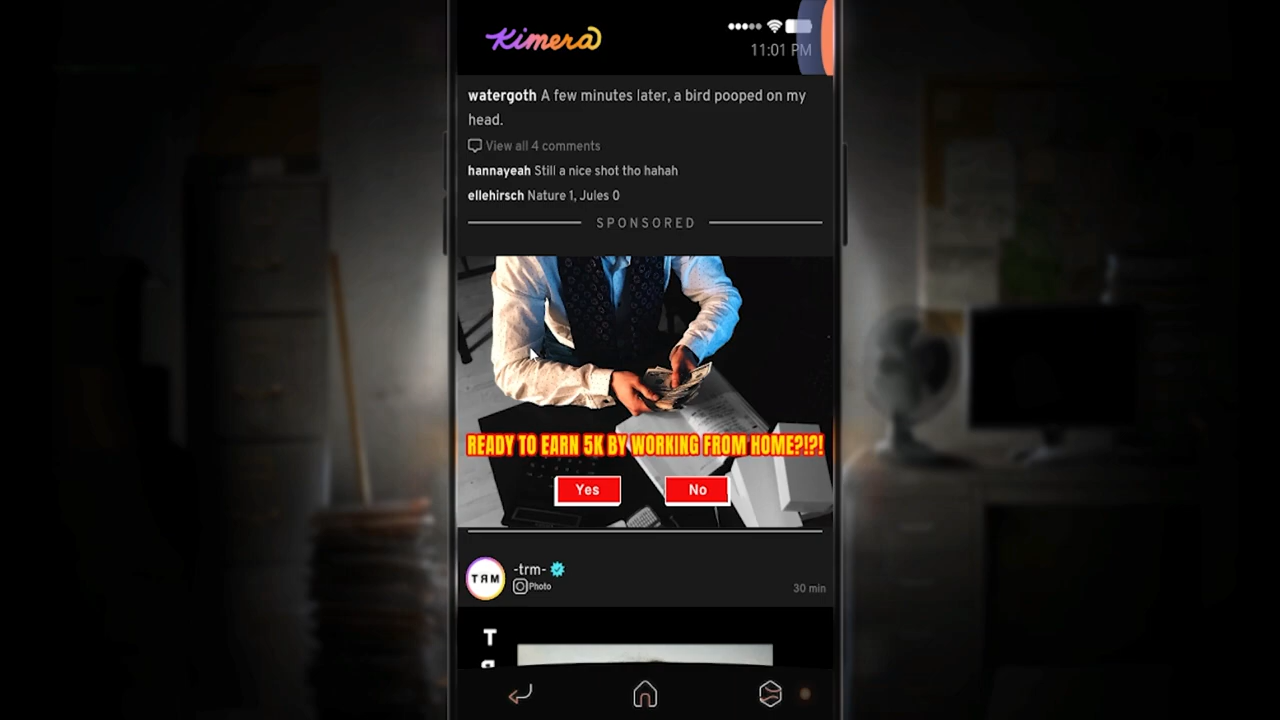 Kimera
11:01 PM
watergoth A few minutes later, a bird pooped on my
head.
View all 4 comments
hannayeah Still a nice shot tho hahah
ellehirsch Nature 1, Jules 0
SPONSORED
READY TO EARN 5K BY WORKING FROM HOME?!?!
Yes No
-trm-
TЯM
Photo
30 min
T